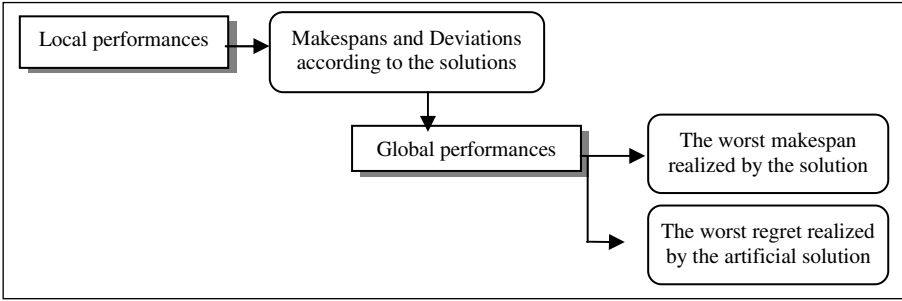 Local performances
Makespans and Deviations
according to the solutions
Global performances
The worst makespan
realized by the solution
The worst regret realized
by the artificial solution